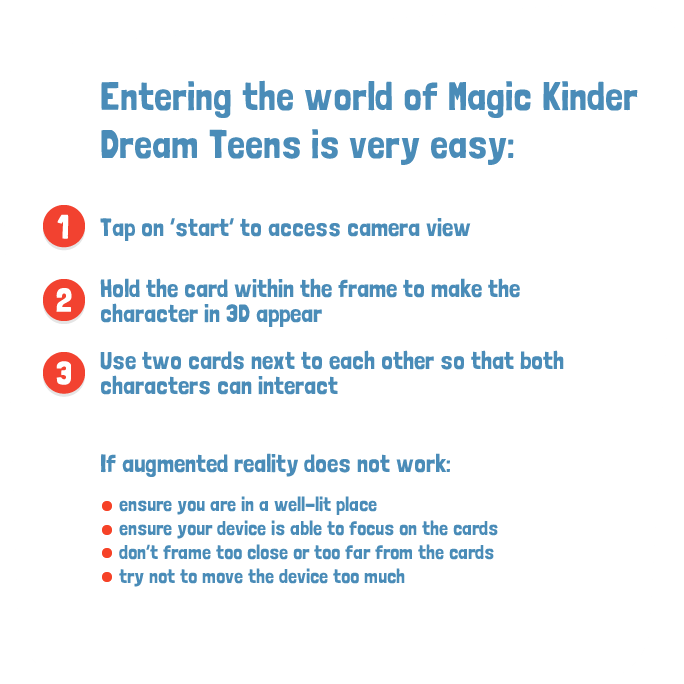 Entering the world of Magic Kinder
Dream Teens is very easy:
1 Tap on ‘start’ to access camera view
2 Hold the card within the frame to make the
character in 3D appear
3 Use two cards next to each other so that both
characters can interact
If augmented reality does not work:
• ensure you are in a well-lit place
• ensure your device is able to focus on the cards
• don't frame too close or too far from the cards
• try not to move the device too much